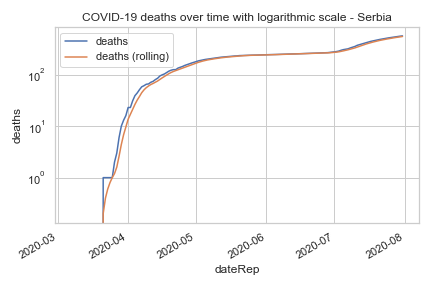 COVID-19 deaths over time with logarithmic scale - Serbia
deaths
deaths (rolling)
10²
10¹
10⁰
deaths
2020-03
2020-04
2020-05
2020-06
2020-07
2020-08
dateRep